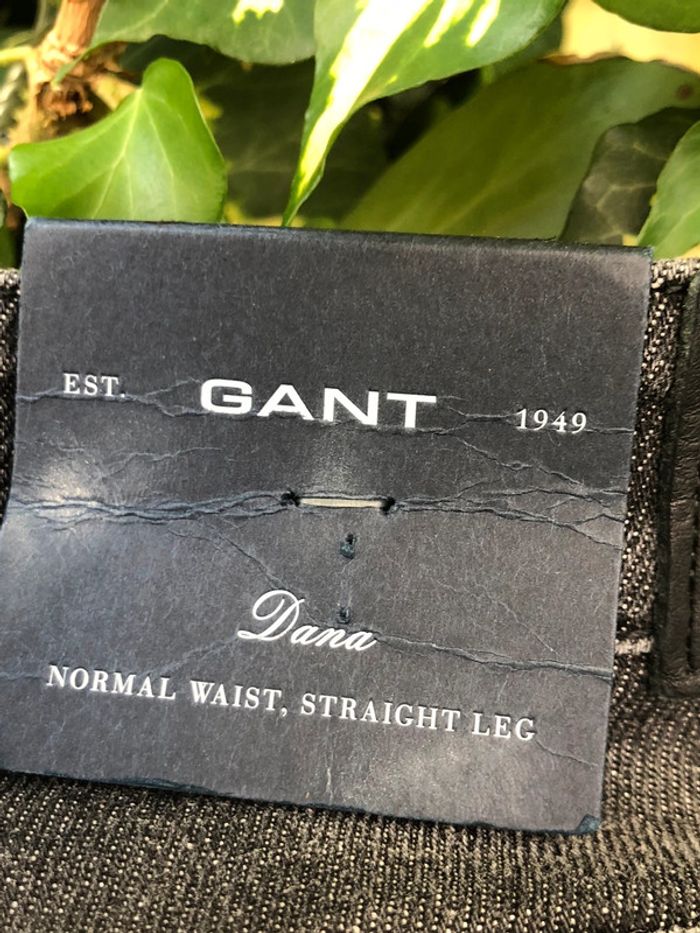 EST. GANT 1949
Dana
NORMAL WAIST, STRAIGHT LEG